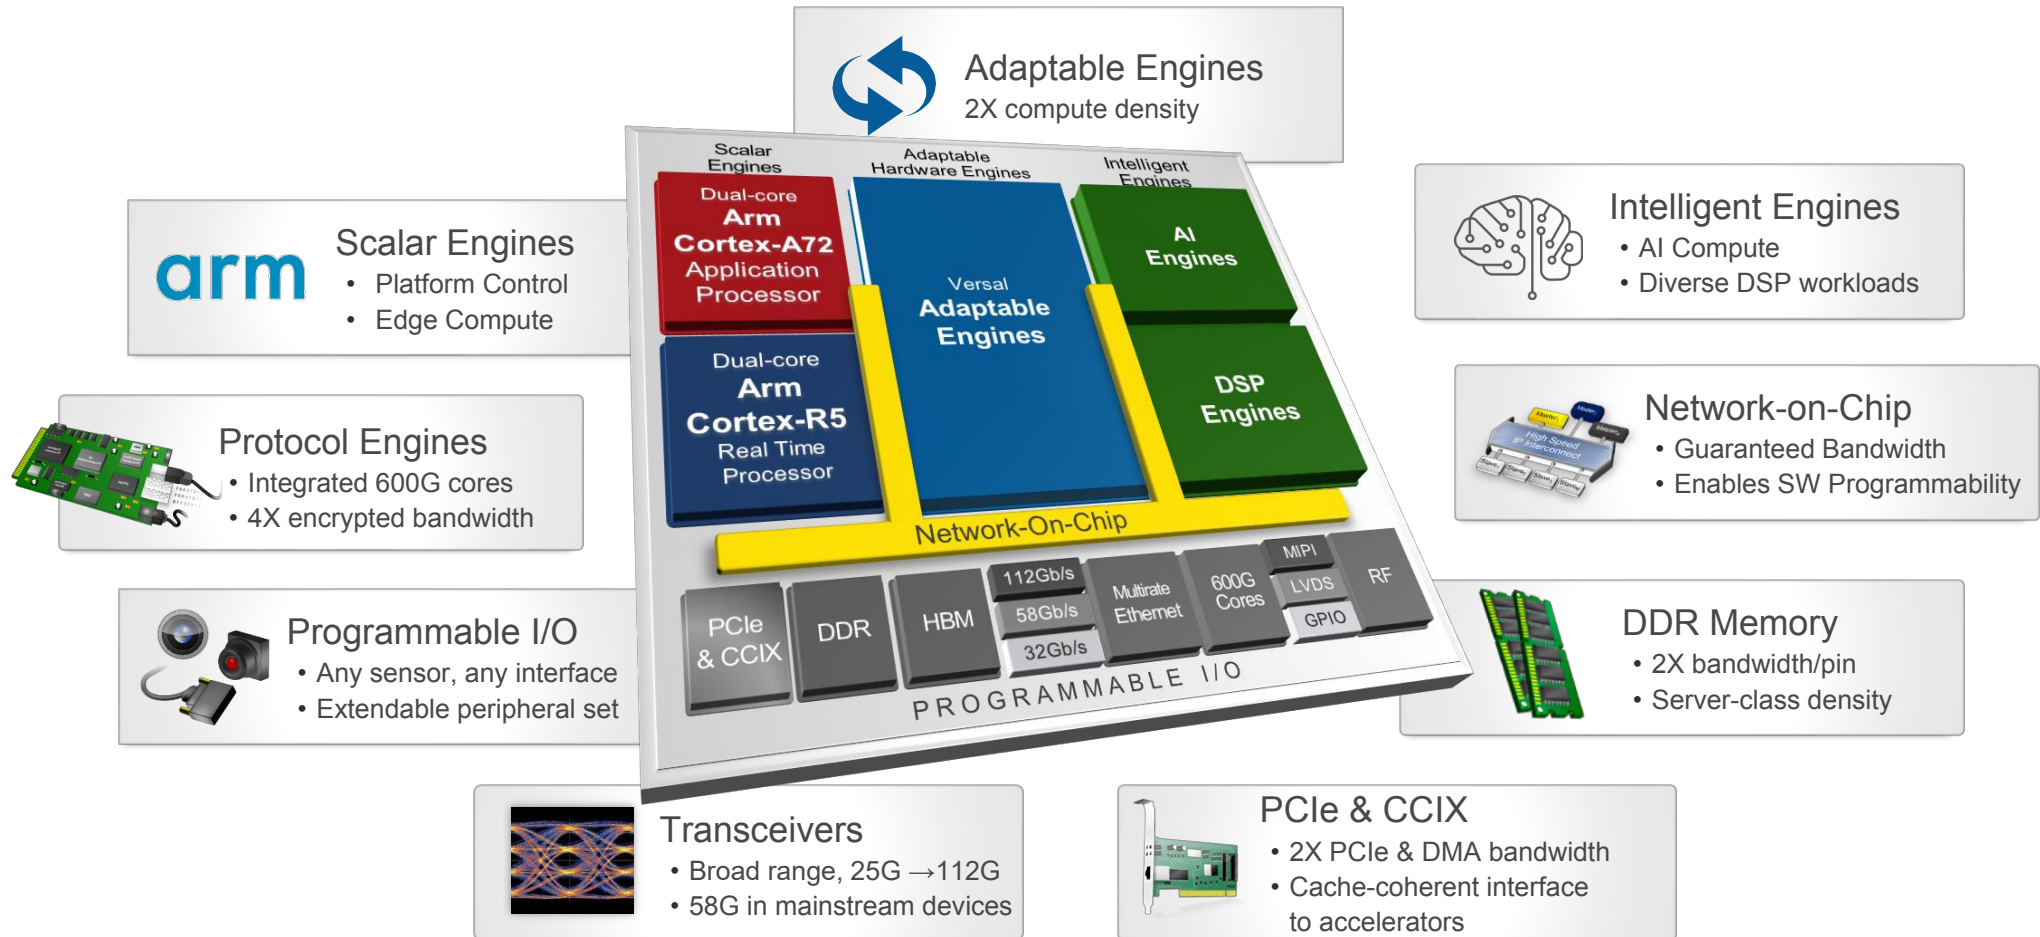 Adaptable Engines
2X compute density
arm
Scalar Engines
• Platform Control
• Edge Compute
Protocol Engines
• Integrated 600G cores
• 4X encrypted bandwidth
Programmable I/O
• Any sensor, any interface
• Extendable peripheral set
Transceivers
• Broad range, 25G →112G
• 58G in mainstream devices
Scalar
Engines
Adaptable
Hardware Engines
Intelligent
Engines
Dual-core
Arm
Cortex-A72
Application
Processor
Dual-core
Arm
Cortex-R5
Real Time
Processor
Versal
Adaptable
Engines
AI
Engines
DSP
Engines
Network-On-Chip
PCIe
& CCIX
DDR
HBM
112Gb/s
58Gb/s
32Gb/s
Multirate
Ethernet
600G
Cores
MIPI
LVDS
GPIO
RF
PROGRAMMABLE I/O
Intelligent Engines
• AI Compute
• Diverse DSP workloads
High Speed
IP Interconnect
Network-on-Chip
• Guaranteed Bandwidth
• Enables SW Programmability
DDR Memory
• 2X bandwidth/pin
• Server-class density
PCIe & CCIX
• 2X PCIe & DMA bandwidth
• Cache-coherent interface
to accelerators